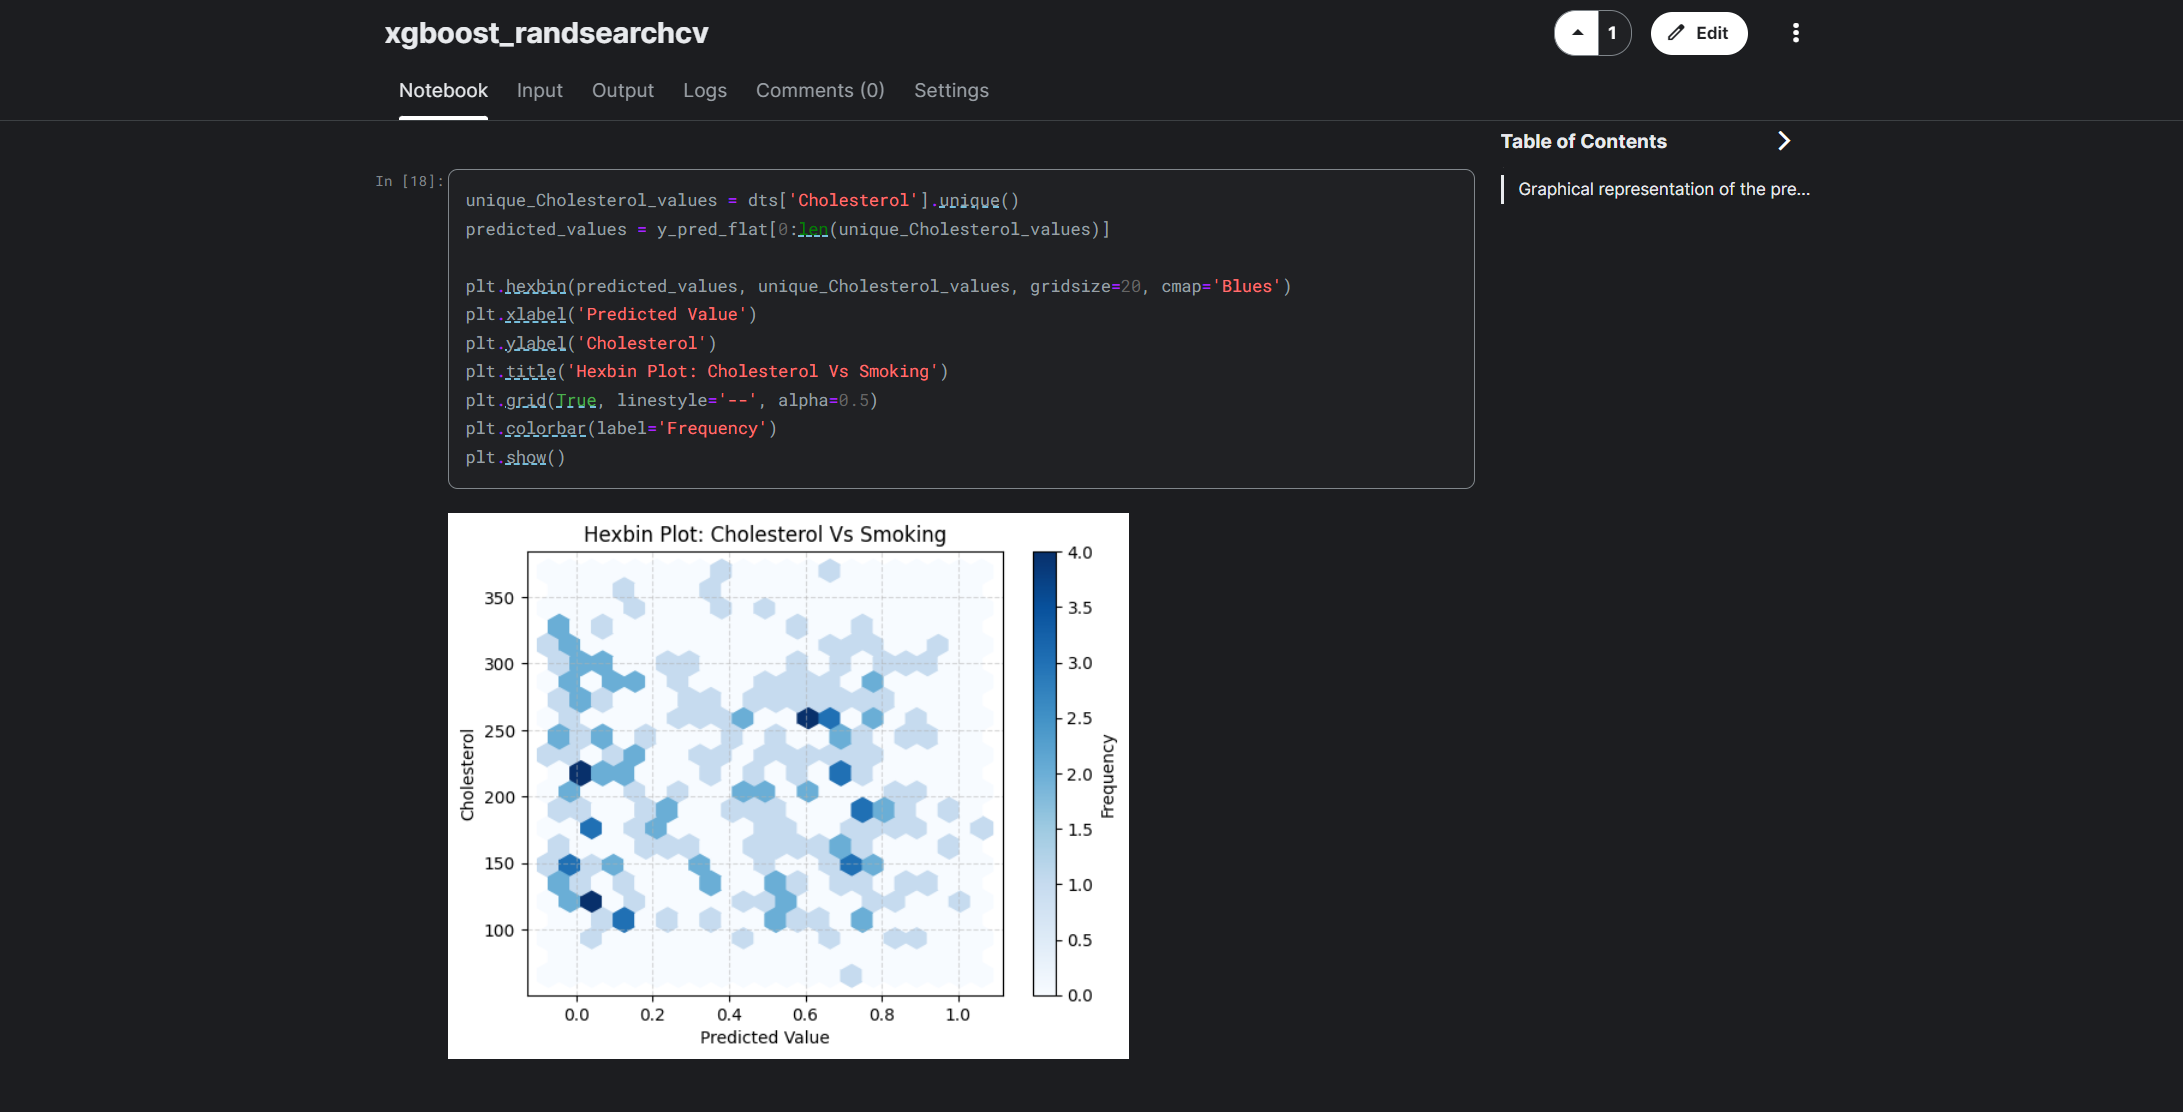 xgboost_randsearchcv
1
Edit
Notebook Input Output Logs Comments (0) Settings
Table of Contents
Graphical representation of the pre...
In [18]:
unique_Cholesterol_values = dts['Cholesterol'].unique()
predicted_values = y_pred_flat[0:len(unique_Cholesterol_values)]
plt.hexbin(predicted_values, unique_Cholesterol_values, gridsize=20, cmap='Blues')
plt.xlabel('Predicted Value')
plt.ylabel('Cholesterol')
plt.title('Hexbin Plot: Cholesterol Vs Smoking')
plt.grid(True, linestyle='--', alpha=0.5)
plt.colorbar(label='Frequency')
plt.show()
Hexbin Plot: Cholesterol Vs Smoking
350
300
250
200
150
100
Cholesterol
0.0 0.2 0.4 0.6 0.8 1.0
Predicted Value
4.0
3.5
3.0
2.5
2.0
1.5
1.0
0.5
0.0
Frequency